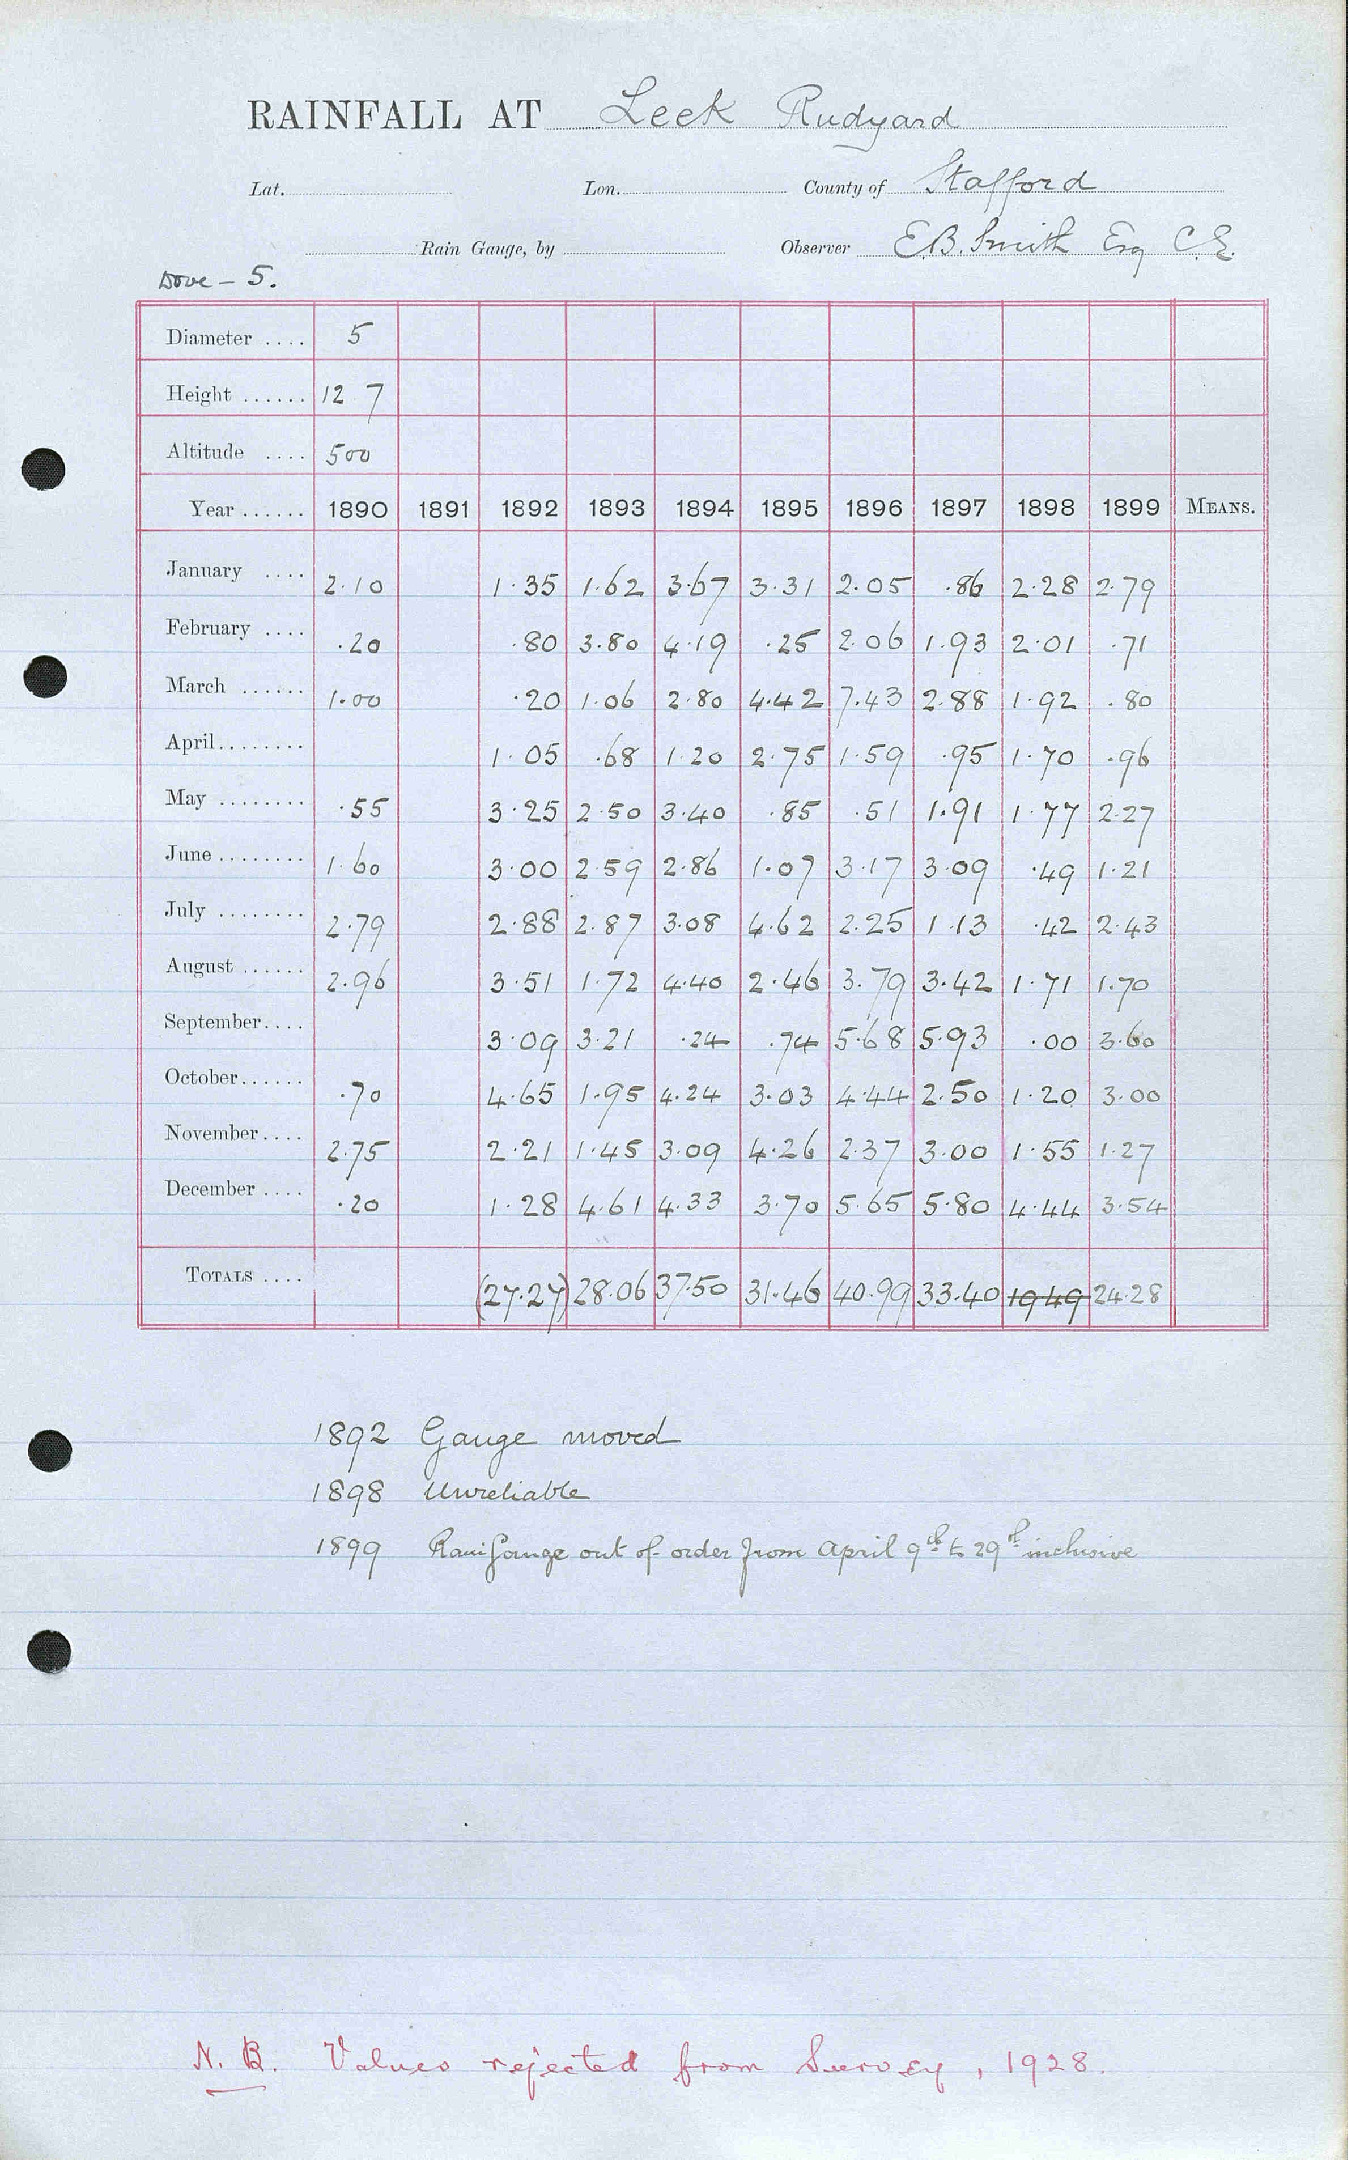 RAINFALL AT Leek Rudyard
Lat. Lon. County of Stafford
Rain Gauge, by Observer E.B. Smith Esq C.E.
Dove - 5.
Diameter .... 5
Height ...... 12 7
Altitude .... 500
Year ...... 1890 1891 1892 1893 1894 1895 1896 1897 1898 1899 MEANS.
January .... 2.10 1.35 1.62 3.67 3.31 2.05 .86 2.28 2.79
February .... .20 .80 3.80 4.19 .25 2.06 1.93 2.01 .71
March ...... 1.00 .20 1.06 2.80 4.42 7.43 2.88 1.92 .80
April........ 1.05 .68 1.20 2.75 1.59 .95 1.70 .96
May ........ .55 3.25 2.50 3.40 .85 .51 1.91 1.77 2.27
June ........ 1.60 3.00 2.59 2.86 1.07 3.17 3.09 .49 1.21
July ........ 2.79 2.88 2.87 3.08 4.62 2.25 1.13 .42 2.43
August ...... 2.96 3.51 1.72 4.40 2.46 3.79 3.42 1.71 1.70
September.... 3.09 3.21 .24 .74 5.68 5.93 .00 3.60
October...... .70 4.65 1.95 4.24 3.03 4.44 2.50 1.20 3.00
November.... 2.75 2.21 1.45 3.09 4.26 2.37 3.00 1.55 1.27
December .... .20 1.28 4.61 4.33 3.70 5.65 5.80 4.44 3.54
TOTALS .... (27.27) 28.06 37.50 31.46 40.99 33.40 19.49 24.28
1892 Gauge moved
1898 Unreliable
1899 Rain Gauge out of order from April 9th to 29th inclusive
N.B. Values rejected from Survey, 1928.